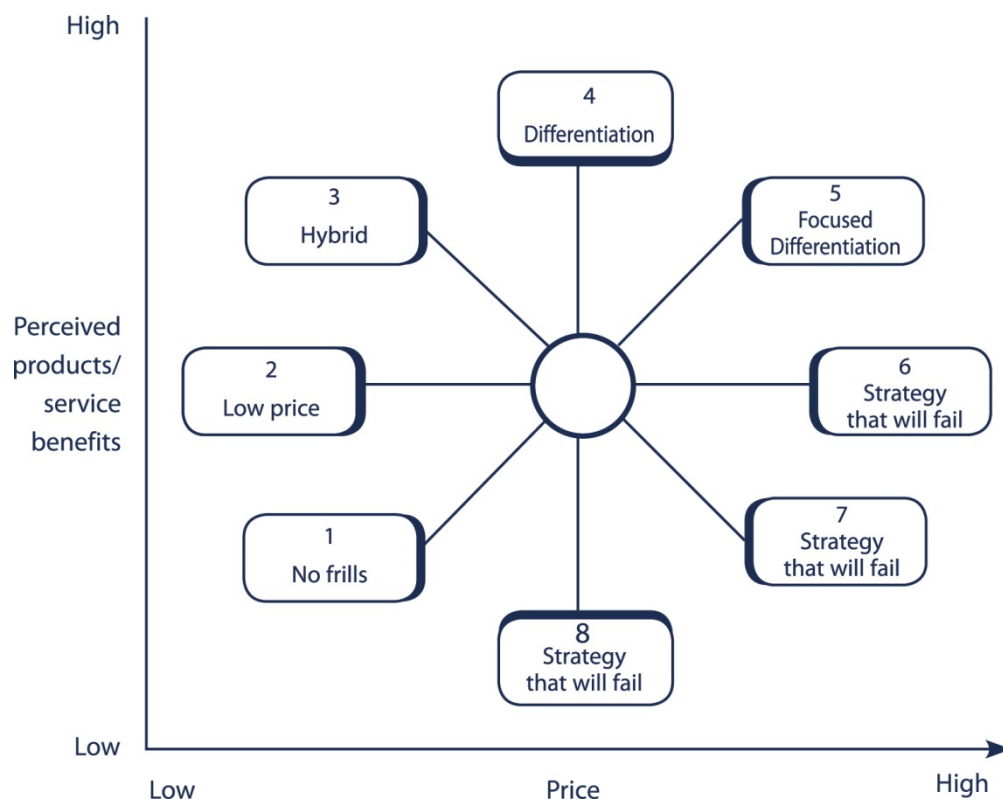 High
4
Differentiation
3
Hybrid
5
Focused
Differentiation
Perceived
products/
service
benefits
2
Low price
6
Strategy
that will fail
1
No frills
7
Strategy
that will fail
8
Strategy
that will fail
Low
Low
Price
High